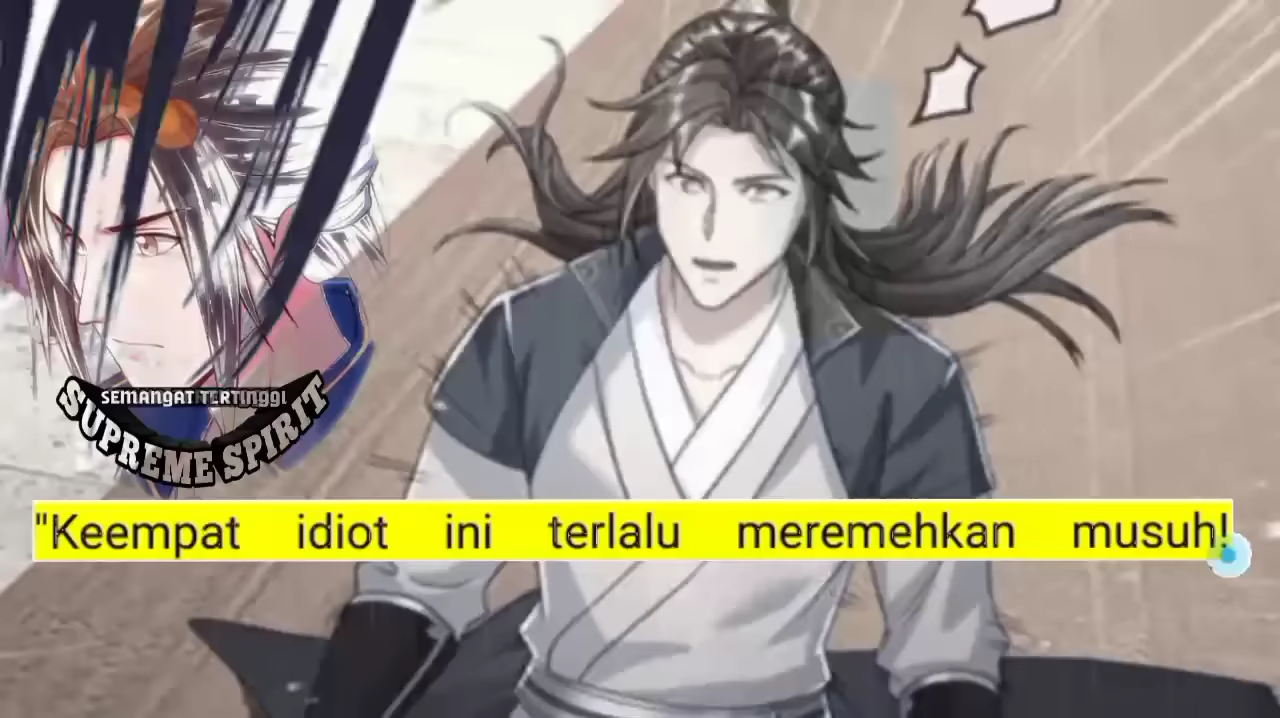 SEMANGAT TERTINGGI
SUPREME SPIRIT
"Keempat idiot ini terlalu meremehkan musuh!